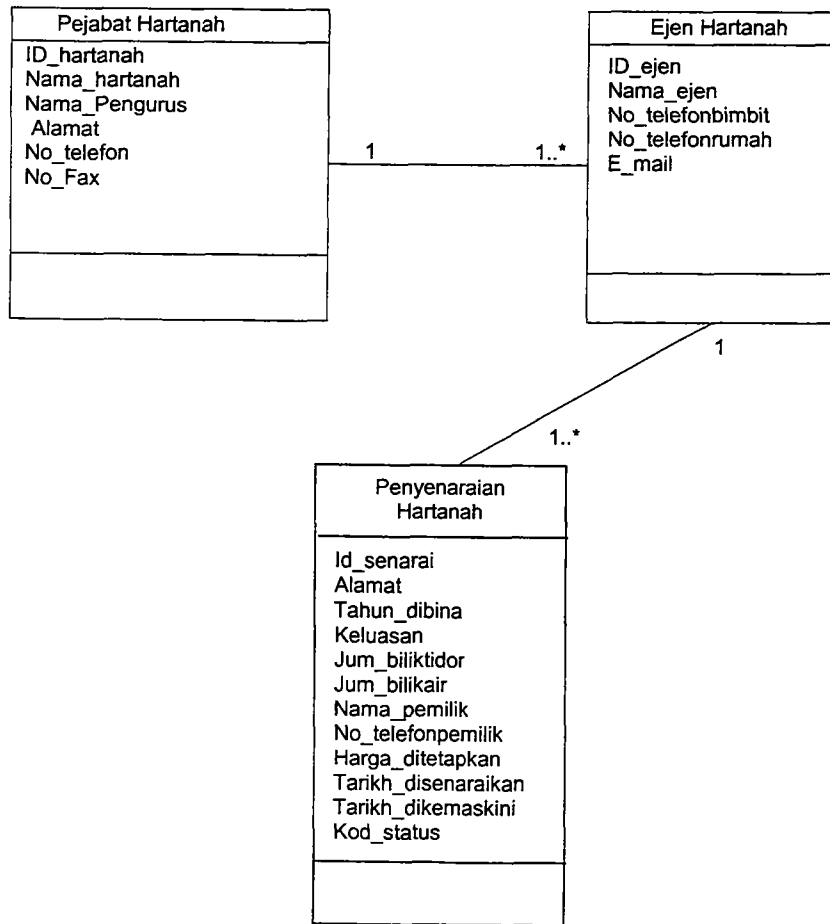 Pejabat Hartanah
ID_hartanah
Nama_hartanah
Nama_Pengurus
Alamat
No_telefon
No_Fax
1
1..*
Ejen Hartanah
ID_ejen
Nama_ejen
No_telefonbimbit
No_telefonrumah
E_mail
1
1..*
Penyenaraian
Hartanah
Id_senarai
Alamat
Tahun_dibina
Keluasan
Jum_biliktidor
Jum_bilikair
Nama_pemilik
No_telefonpemilik
Harga_ditetapkan
Tarikh_disenaraikan
Tarikh_dikemaskini
Kod_status